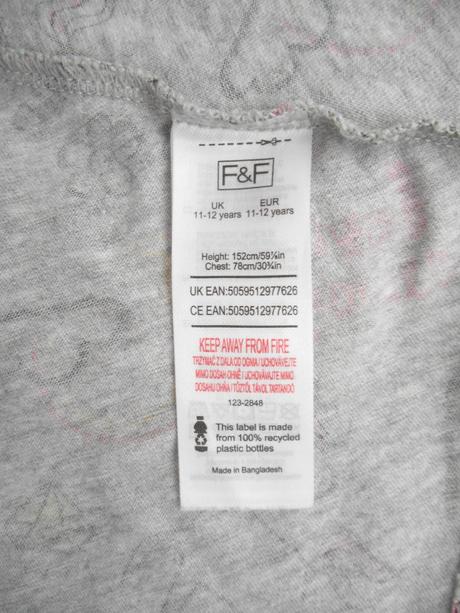 F&F
UK EUR
11-12 years 11-12 years
Height: 152cm/59⅞in
Chest: 78cm/30¾in
UK EAN:5059512977626
CE EAN:5059512977626
KEEP AWAY FROM FIRE
TRZYMAĆ Z DALA OD OGNIA / UCHOVÁVEJTE
MIMO DOSAH OHNĚ / UCHOVÁVAJTE MIMO
DOSAHU OHŇA / TŰZTŐL TÁVOL TARTANDÓ
123-2848
This label is made
from 100% recycled
plastic bottles
Made in Bangladesh